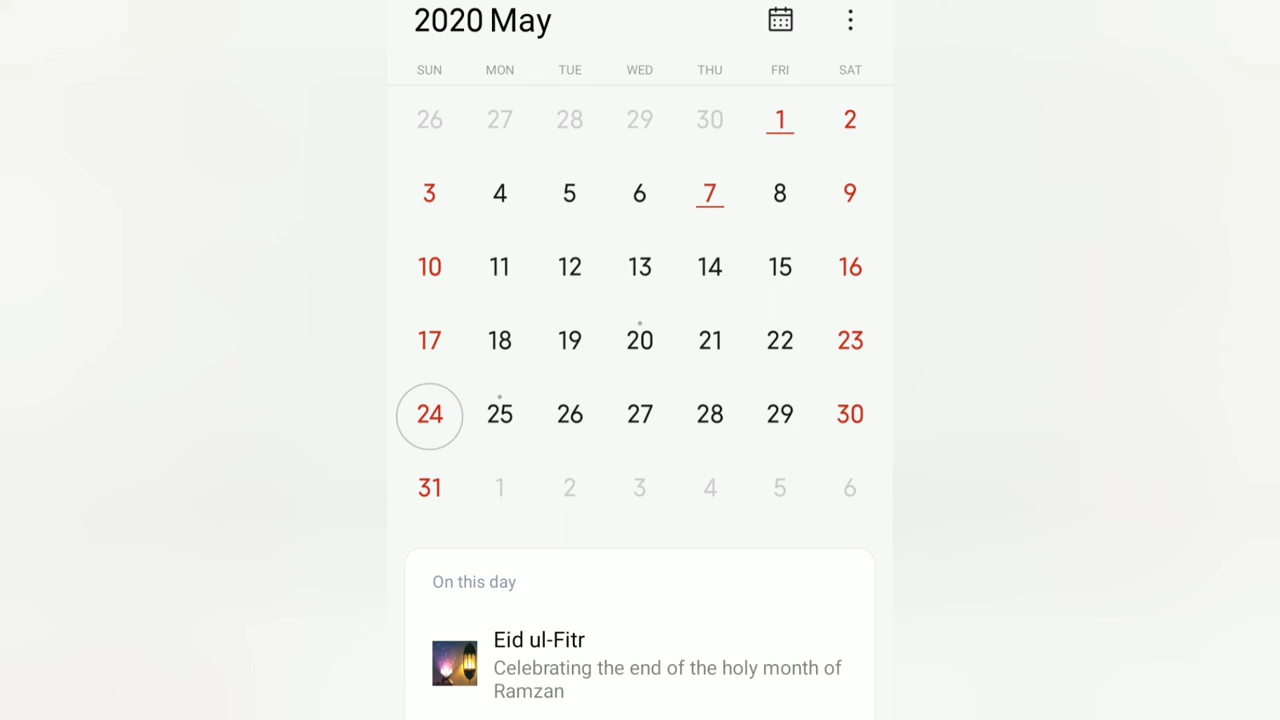 2020 May
SUN MON TUE WED THU FRI SAT
26 27 28 29 30 1 2
3 4 5 6 7 8 9
10 11 12 13 14 15 16
17 18 19 20 21 22 23
24 25 26 27 28 29 30
31 1 2 3 4 5 6
On this day
Eid ul-Fitr
Celebrating the end of the holy month of
Ramzan